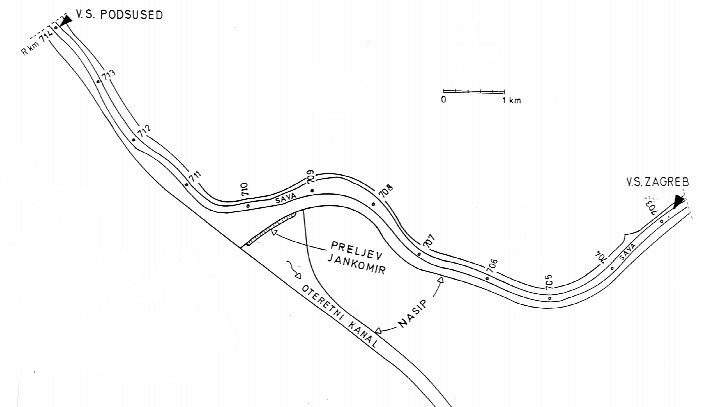 V.S. PODSUSED
R km 714
713
712
711
710
709
708
707
706
705
704
703
SAVA
0 1 km
V.S. ZAGREB
SAVA
PRELJEV
JANKOMIR
OTERETNI KANAL
NASIP